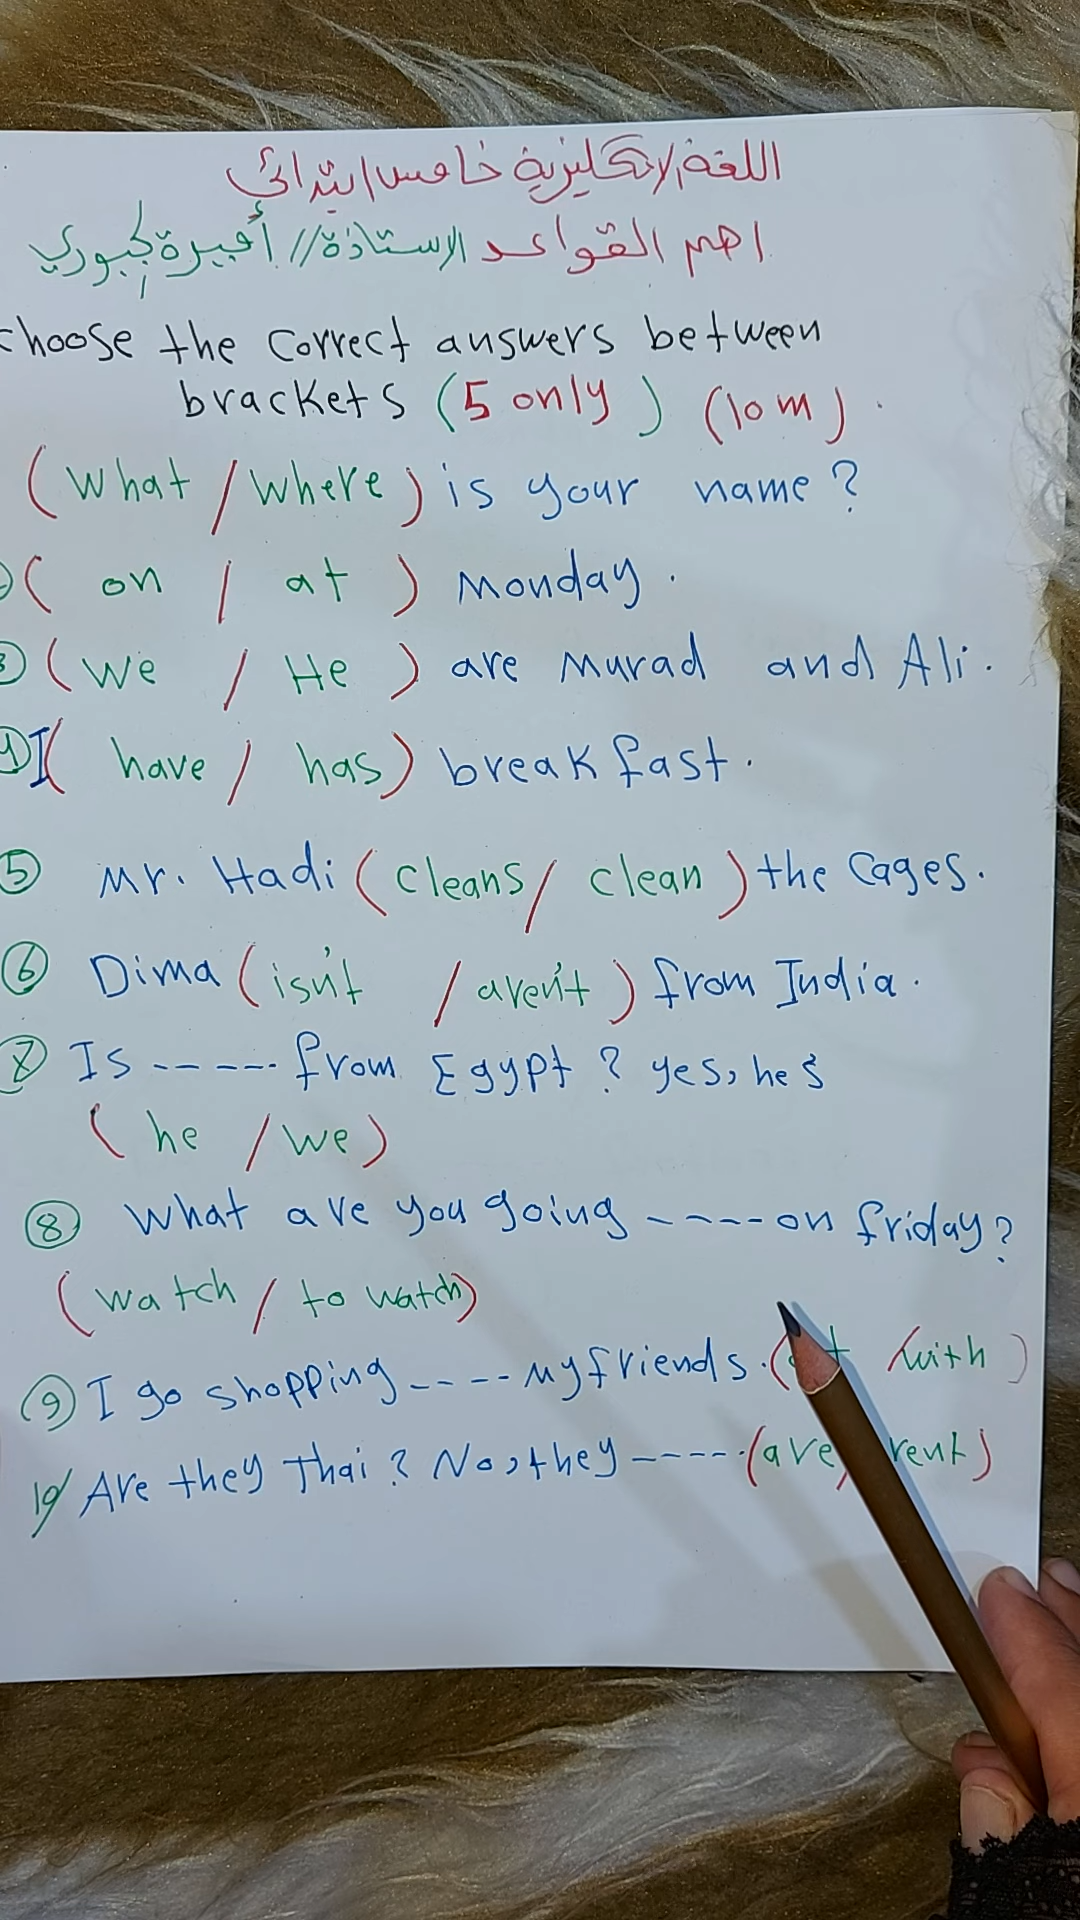 اللغة الانكليزية خامس ابتدائي
اهم القواعد الاستاذة// أميرة
choose the correct answers between
brackets (5 only) (10 m).
(What / Where) is your name?
( on / at ) Monday.
3 (We / He ) are Murad and Ali.
4 I( have / has) breakfast.
5 Mr. Hadi (cleans / clean) the cages.
6 Dima (isn't / aren't) from India.
7 Is ----- from Egypt? yes, he's
( he / we)
8 What are you going ---- on friday?
(watch / to watch)
9 I go shopping ---- my friends. ( / with )
10/ Are they Thai? No, they ----. (are/